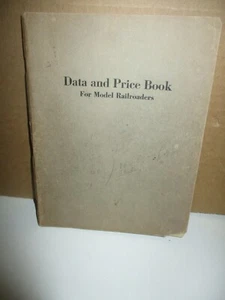 Data and Price Book
For Model Railroaders